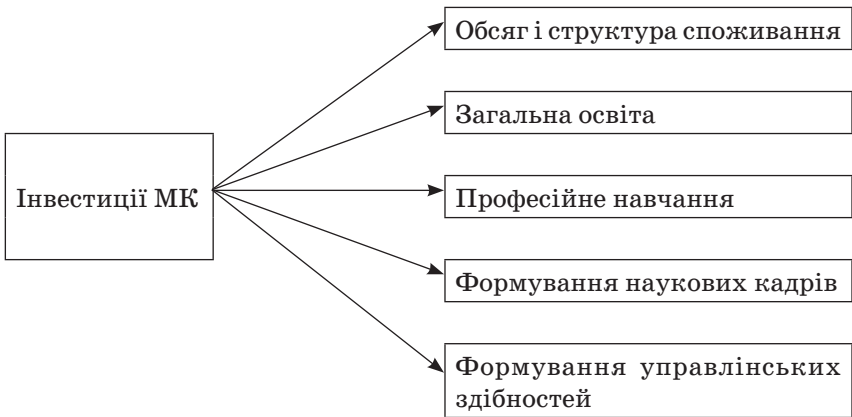 Обсяг і структура споживання
Загальна освіта
Інвестиції МК
Професійне навчання
Формування наукових кадрів
Формування управлінських
здібностей